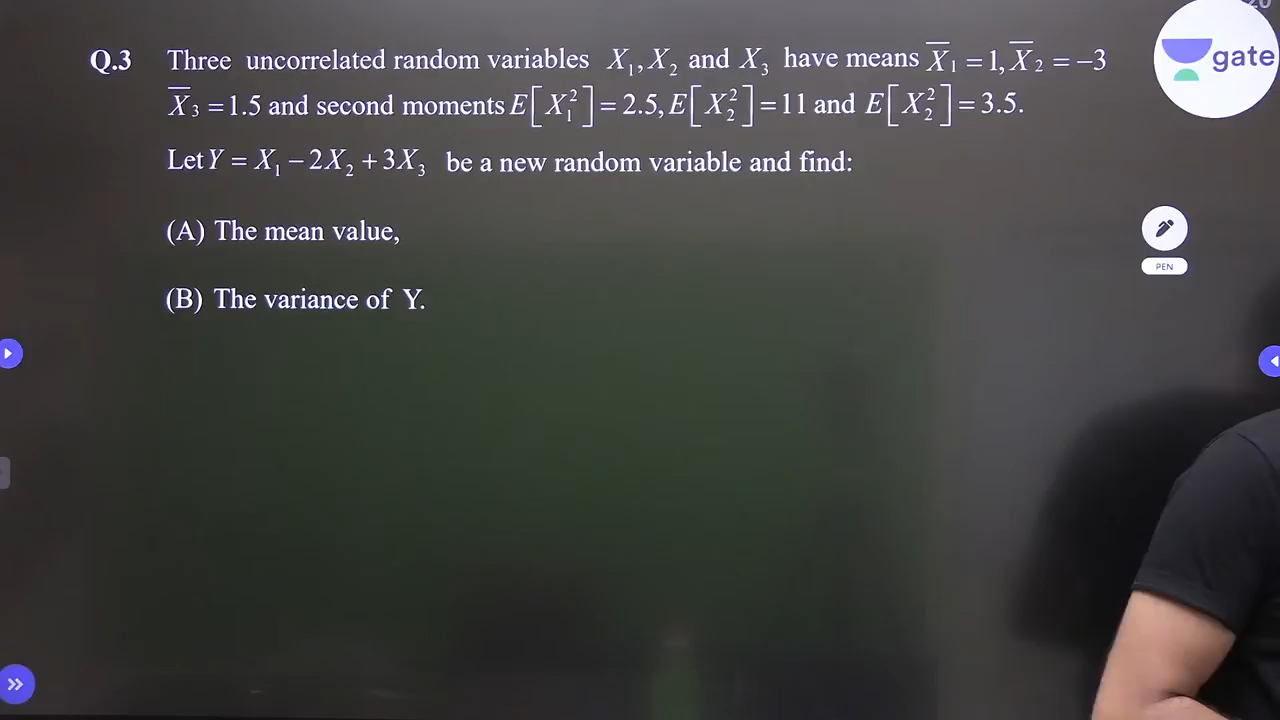 20
gate
Q.3 Three uncorrelated random variables X₁, X₂ and X₃ have means X̅₁ = 1, X̅₂ = −3
X̅₃ = 1.5 and second moments E[X₁²] = 2.5, E[X₂²] = 11 and E[X₂²] = 3.5.
Let Y = X₁ − 2X₂ + 3X₃ be a new random variable and find:
(A) The mean value,
PEN
(B) The variance of Y.